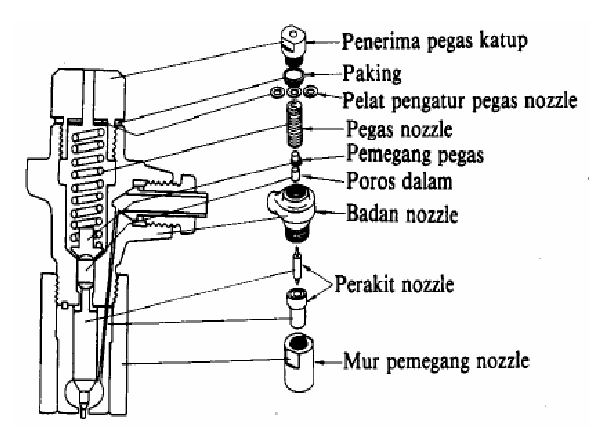 Penerima pegas katup
Paking
Pelat pengatur pegas nozzle
Pegas nozzle
Pemegang pegas
Poros dalam
Badan nozzle
Perakit nozzle
Mur pemegang nozzle